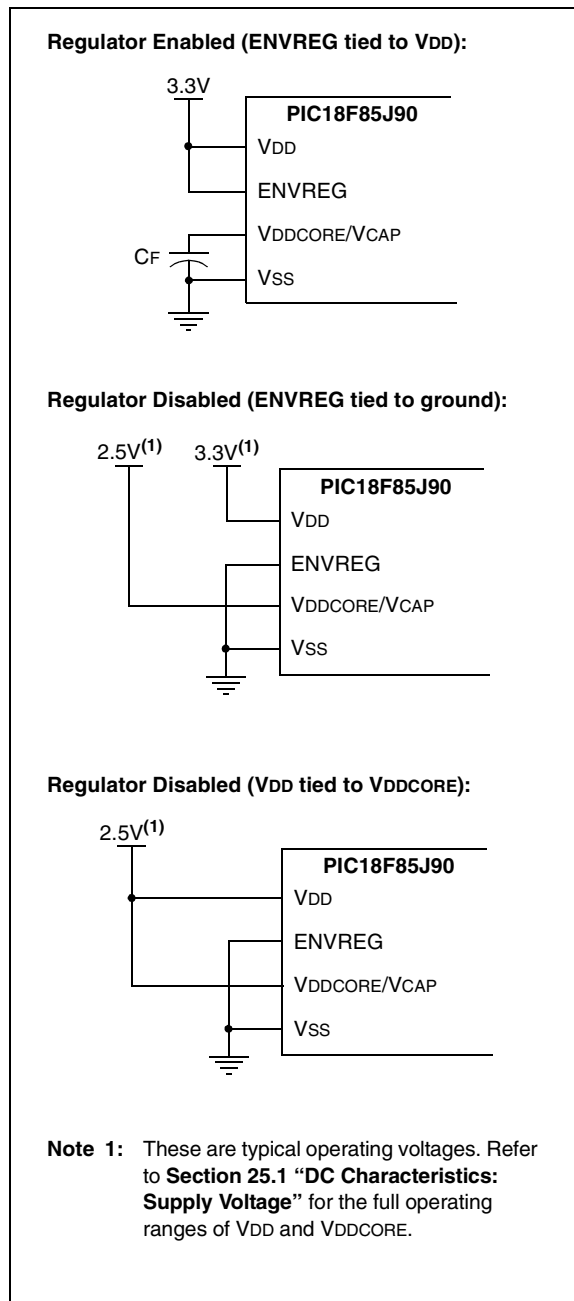 Regulator Enabled (ENVREG tied to VDD):
3.3V
PIC18F85J90
VDD
ENVREG
VDDCORE/VCAP
CF
VSS
Regulator Disabled (ENVREG tied to ground):
2.5V(1) 3.3V(1)
PIC18F85J90
VDD
ENVREG
VDDCORE/VCAP
VSS
Regulator Disabled (VDD tied to VDDCORE):
2.5V(1)
PIC18F85J90
VDD
ENVREG
VDDCORE/VCAP
VSS
Note 1: These are typical operating voltages. Refer
to Section 25.1 “DC Characteristics:
Supply Voltage” for the full operating
ranges of VDD and VDDCORE.